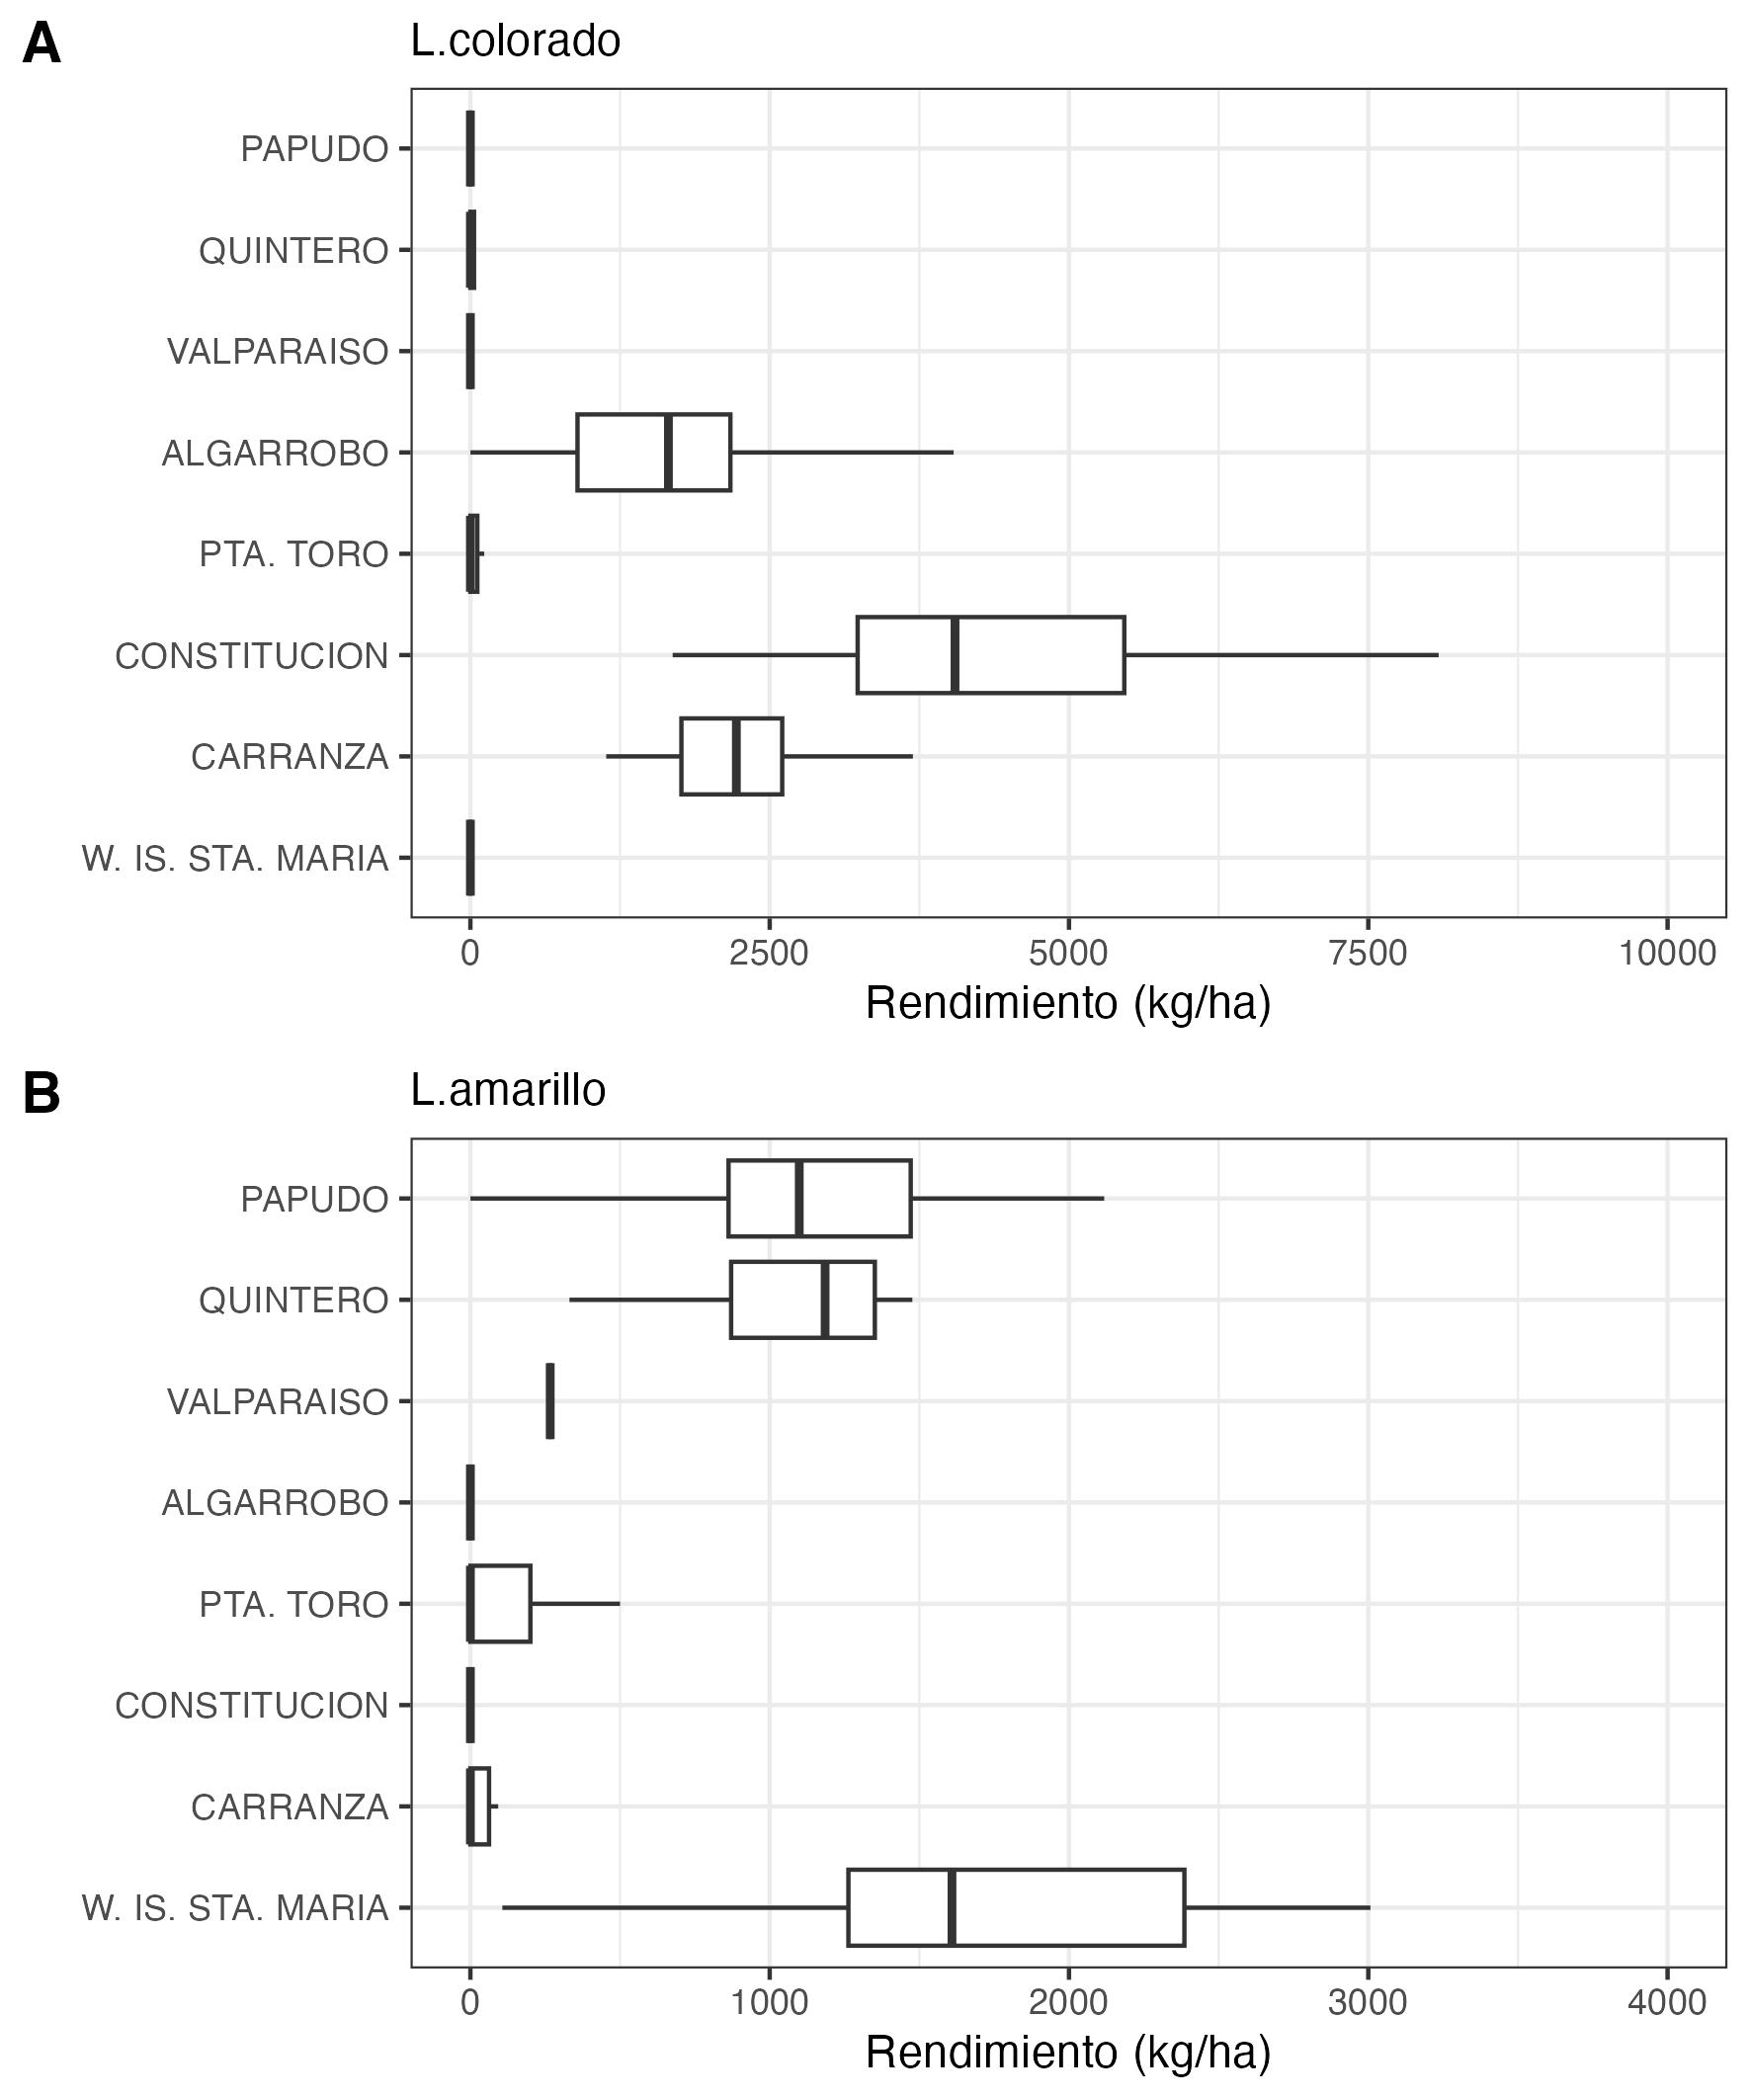 A
L.colorado
PAPUDO
QUINTERO
VALPARAISO
ALGARROBO
PTA. TORO
CONSTITUCION
CARRANZA
W. IS. STA. MARIA
0 2500 5000 7500 10000
Rendimiento (kg/ha)
B
L.amarillo
PAPUDO
QUINTERO
VALPARAISO
ALGARROBO
PTA. TORO
CONSTITUCION
CARRANZA
W. IS. STA. MARIA
0 1000 2000 3000 4000
Rendimiento (kg/ha)